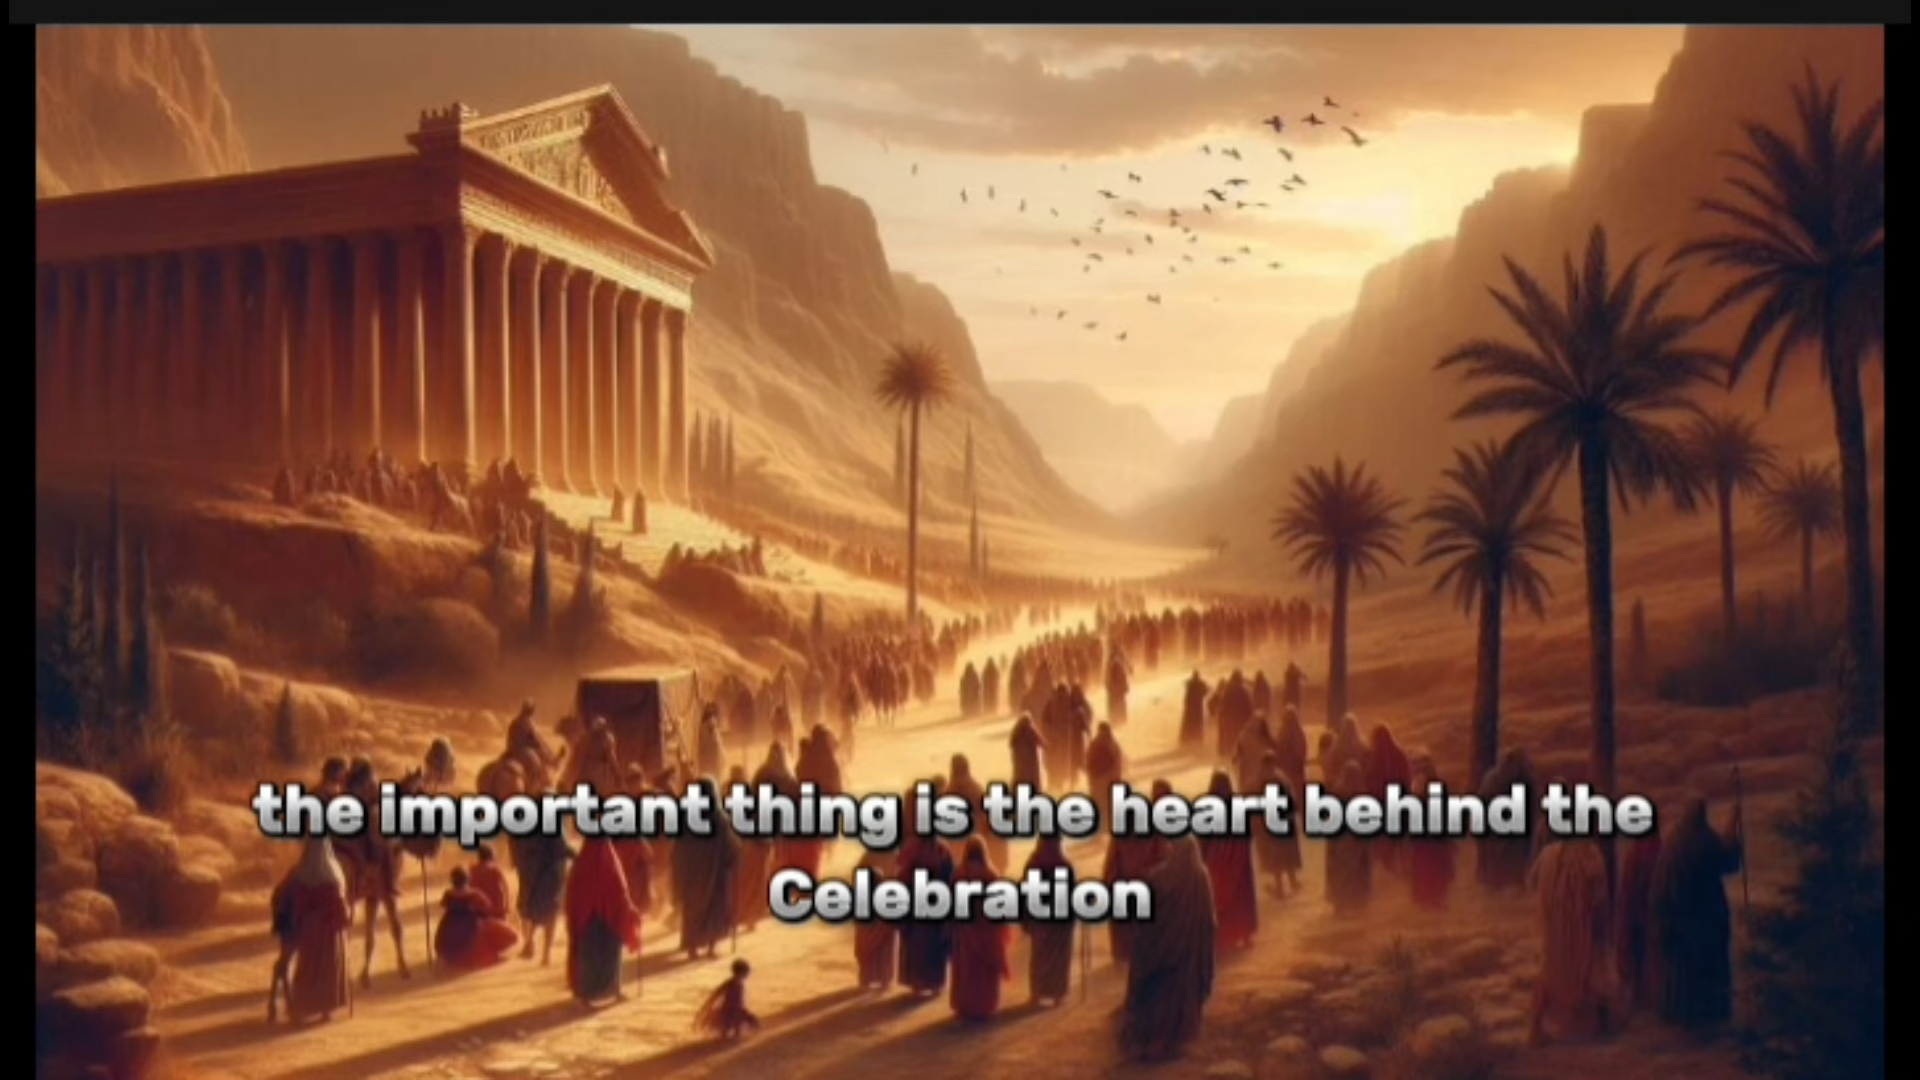 the important thing is the heart behind the
Celebration